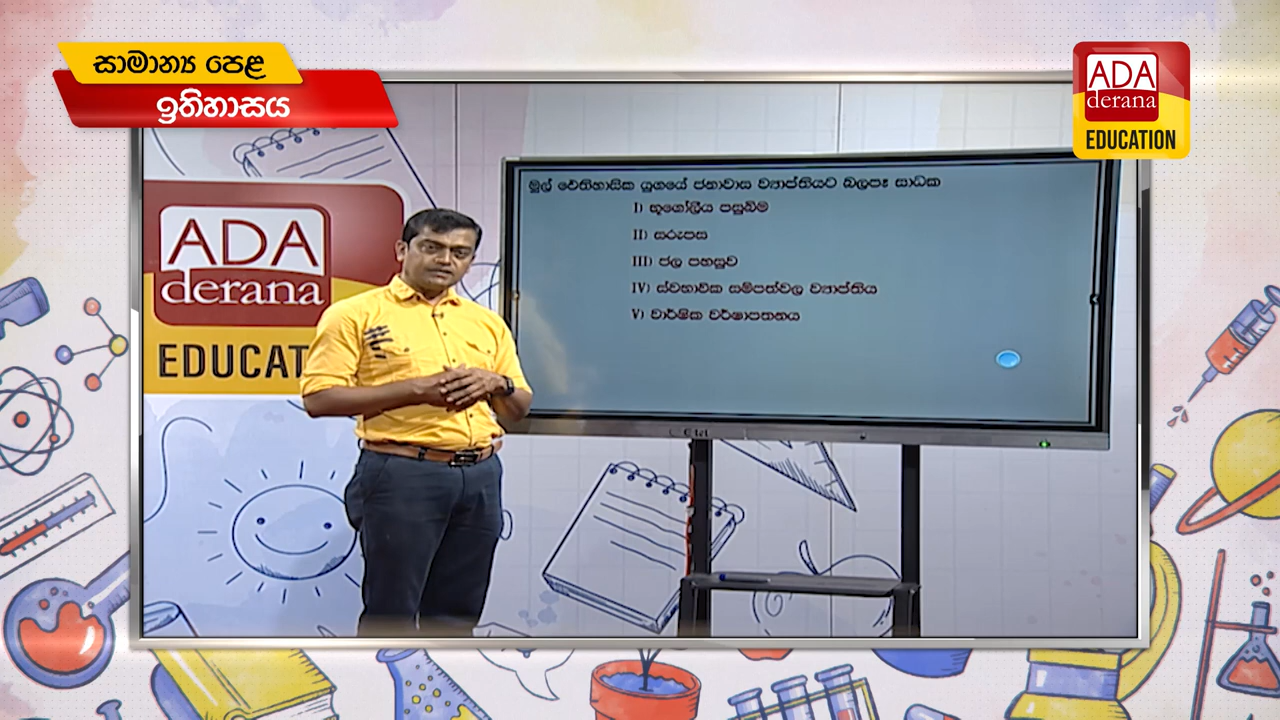 සාමාන්‍ය පෙළ
ඉතිහාසය
ADA
derana
EDUCATION
ADA
derana
EDUCAT
මූල් ඓතිහාසික යුගයේ ජනාවාස ව්‍යාප්තියට බලපෑ සාධක
I) භූගෝලීය පසුබිම
II) සරුපස
III) ජල පහසුව
IV) ස්වභාවික සම්පත්වල ව්‍යාප්තිය
V) වාර්ෂික වර්ෂාපතනය